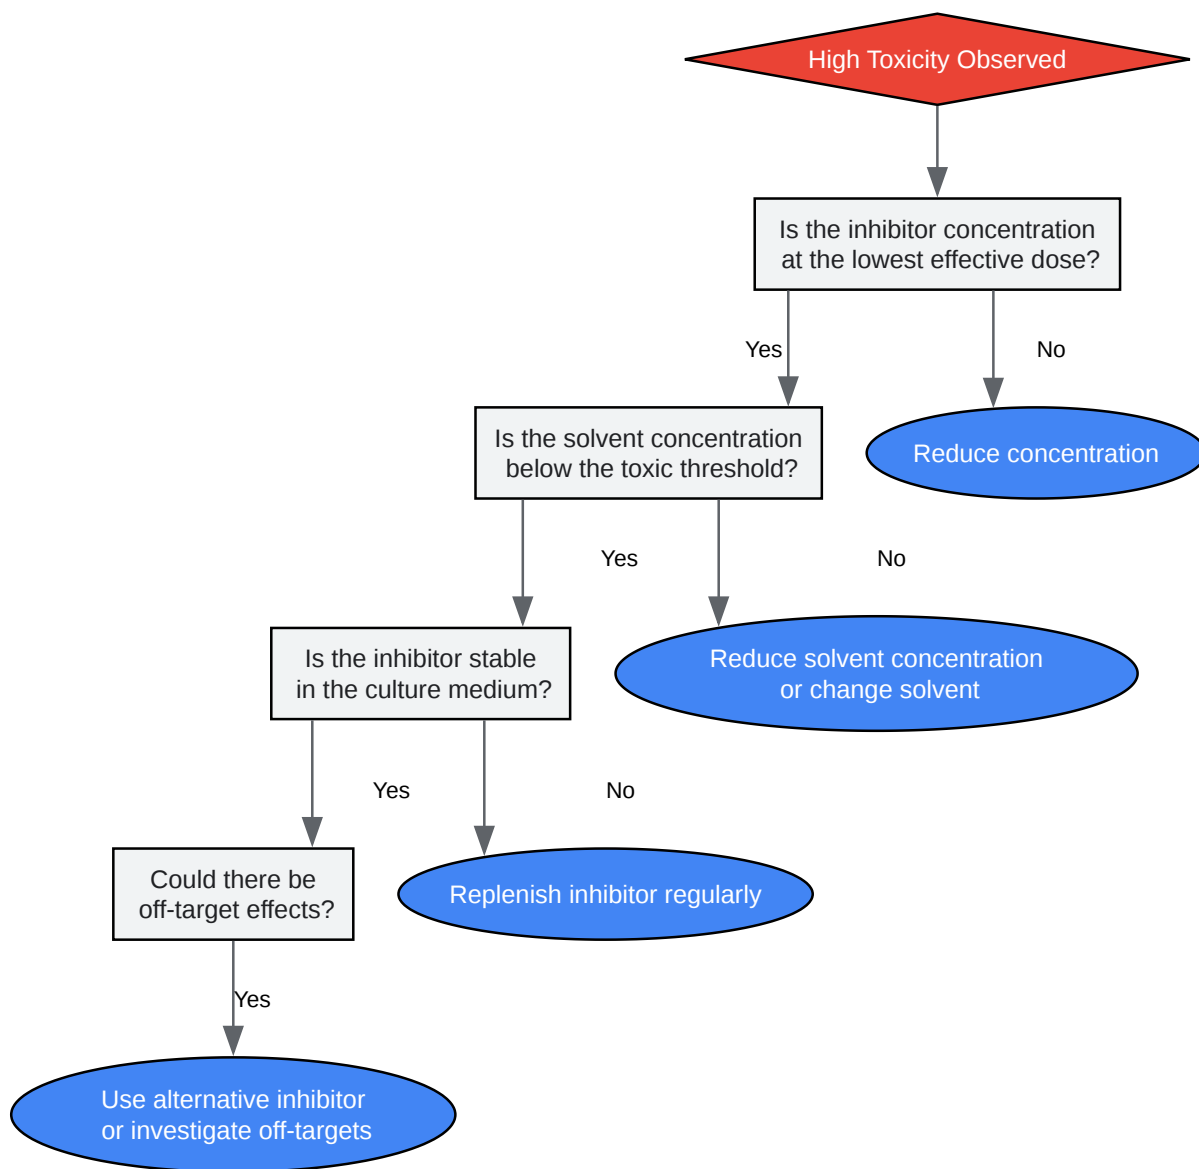 High Toxicity Observed
Is the inhibitor concentration
at the lowest effective dose?
Yes
No
Is the solvent concentration
below the toxic threshold?
Reduce concentration
Yes
No
Is the inhibitor stable
in the culture medium?
Reduce solvent concentration
or change solvent
Yes
No
Could there be
off-target effects?
Replenish inhibitor regularly
Yes
Use alternative inhibitor
or investigate off-targets